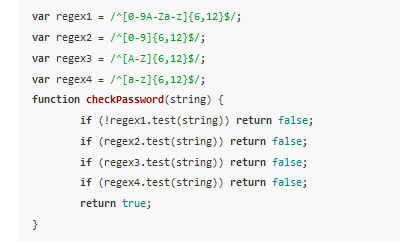 var regex1 = /^[0-9A-Za-z]{6,12}$/;
var regex2 = /^[0-9]{6,12}$/;
var regex3 = /^[A-Z]{6,12}$/;
var regex4 = /^[a-z]{6,12}$/;
function checkPassword(string) {
        if (!regex1.test(string)) return false;
        if (regex2.test(string)) return false;
        if (regex3.test(string)) return false;
        if (regex4.test(string)) return false;
        return true;
}